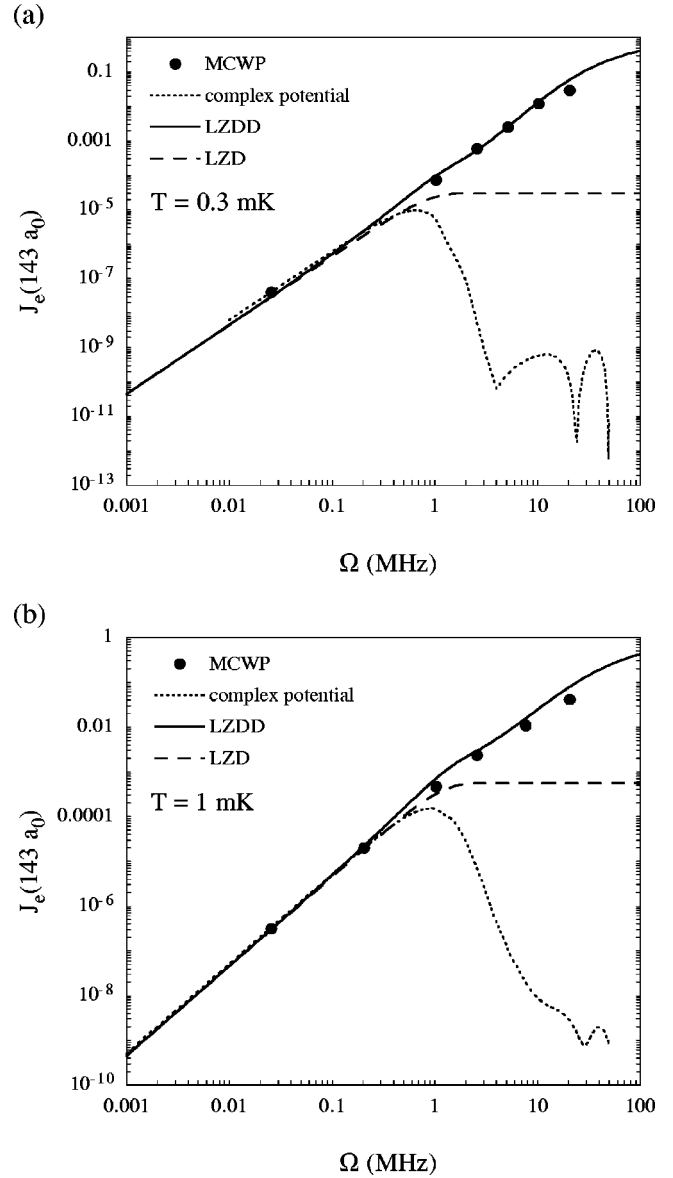 (a)
0.1
0.001
10⁻⁵
10⁻⁷
10⁻⁹
10⁻¹¹
10⁻¹³
Jₑ(143 a₀)
MCWP
complex potential
LZDD
LZD
T = 0.3 mK
0.001 0.01 0.1 1 10 100
Ω (MHz)
(b)
1
0.01
0.0001
10⁻⁶
10⁻⁸
10⁻¹⁰
Jₑ(143 a₀)
MCWP
complex potential
LZDD
LZD
T = 1 mK
0.001 0.01 0.1 1 10 100
Ω (MHz)